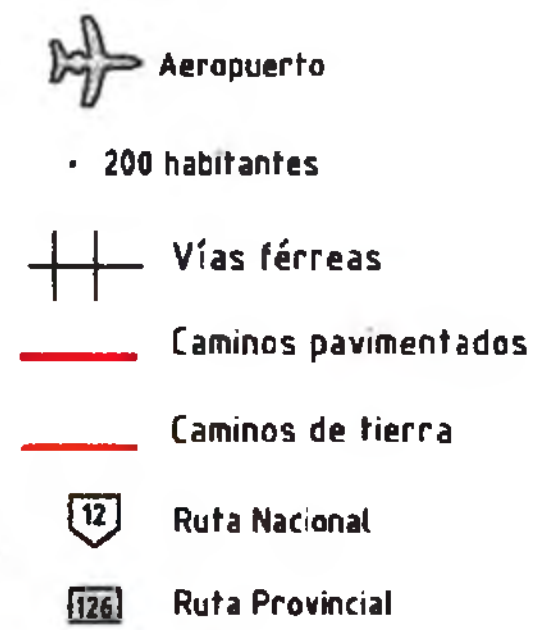 Aeropuerto
· 200 habitantes
Vías férreas
Caminos pavimentados
Caminos de tierra
12 Ruta Nacional
126 Ruta Provincial